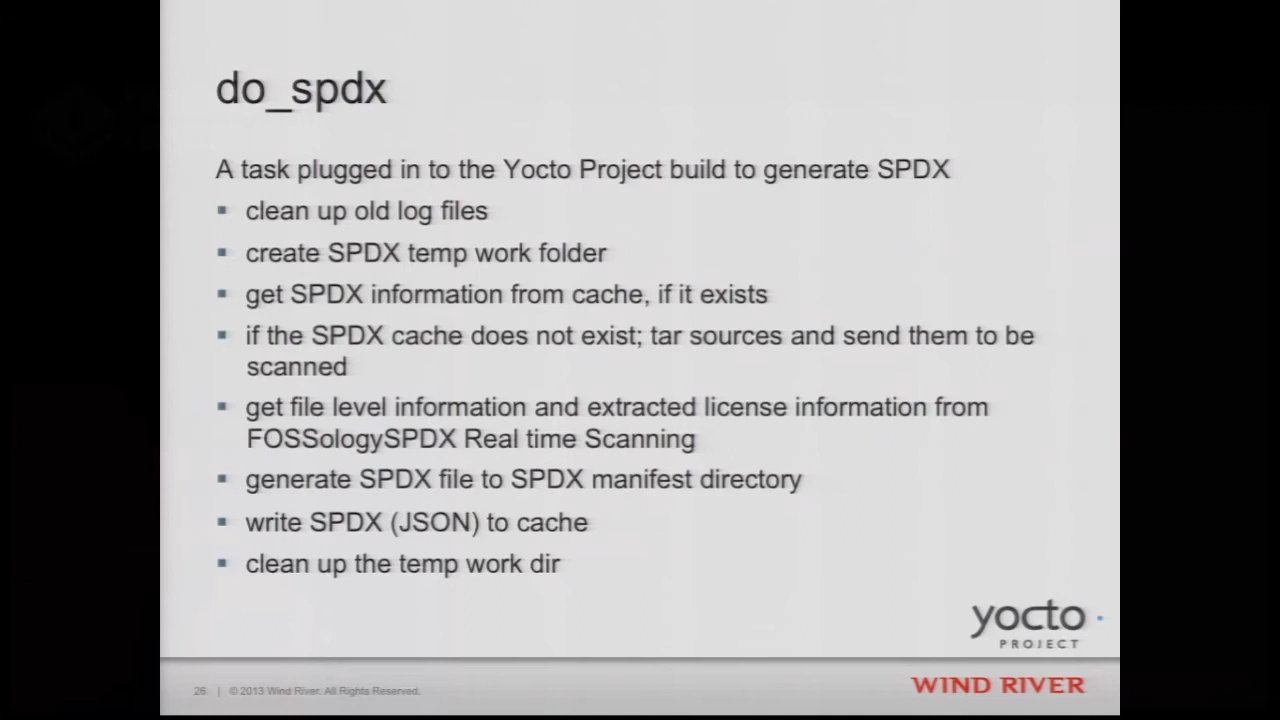 do_spdx
A task plugged in to the Yocto Project build to generate SPDX
▪ clean up old log files
▪ create SPDX temp work folder
▪ get SPDX information from cache, if it exists
▪ if the SPDX cache does not exist; tar sources and send them to be
scanned
▪ get file level information and extracted license information from
FOSSologySPDX Real time Scanning
▪ generate SPDX file to SPDX manifest directory
▪ write SPDX (JSON) to cache
▪ clean up the temp work dir
yocto
PROJECT
26 | © 2013 Wind River. All Rights Reserved.
WIND RIVER